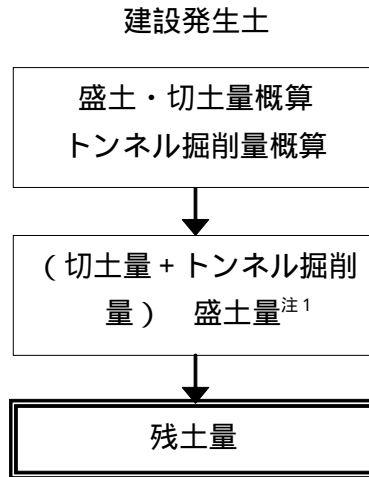 建設発生土
盛土・切土量概算
トンネル掘削量概算
（切土量＋トンネル掘削
量）　盛土量注1
残土量